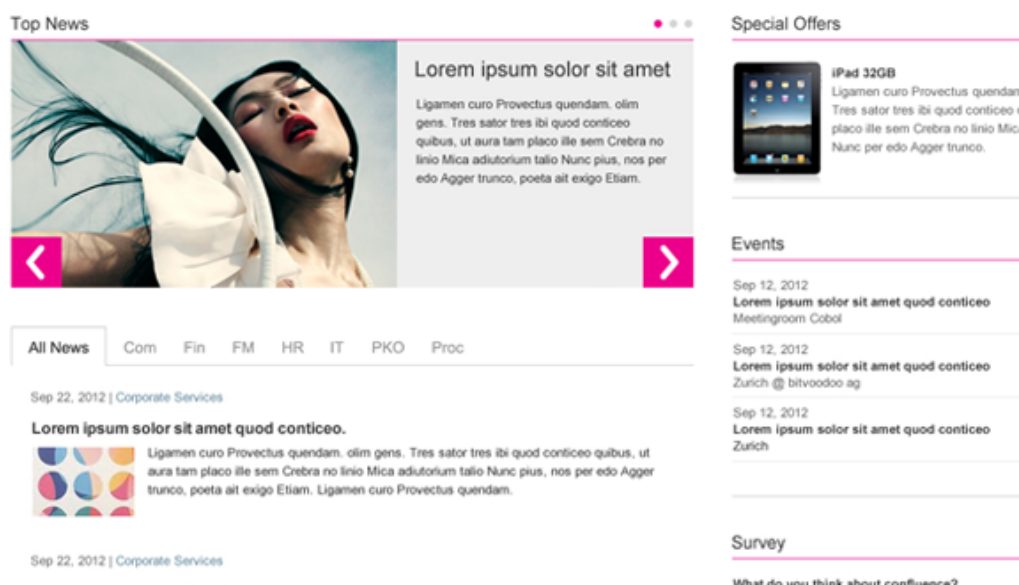 Top News
Lorem ipsum solor sit amet
Ligamen curo Provectus quendam. olim
gens. Tres sator tres ibi quod conticeo
quibus, ut aura tam placo ille sem Crebra no
linio Mica adiutorium talio Nunc pius, nos per
edo Agger trunco, poeta ait exigo Etiam.
All News Com Fin FM HR IT PKO Proc
Sep 22, 2012 | Corporate Services
Lorem ipsum solor sit amet quod conticeo.
Ligamen curo Provectus quendam. olim gens. Tres sator tres ibi quod conticeo quibus, ut
aura tam placo ille sem Crebra no linio Mica adiutorium talio Nunc pius, nos per edo Agger
trunco, poeta ait exigo Etiam. Ligamen curo Provectus quendam.
Sep 22, 2012 | Corporate Services
Special Offers
iPad 32GB
Ligamen curo Provectus quendam
Tres sator tres ibi quod conticeo
placo ille sem Crebra no linio Mica
Nunc per edo Agger trunco.
Events
Sep 12, 2012
Lorem ipsum solor sit amet quod conticeo
Meetingroom Cobol
Sep 12, 2012
Lorem ipsum solor sit amet quod conticeo
Zurich @ bitvoodoo ag
Sep 12, 2012
Lorem ipsum solor sit amet quod conticeo
Zurich
Survey
What do you think about confluence?